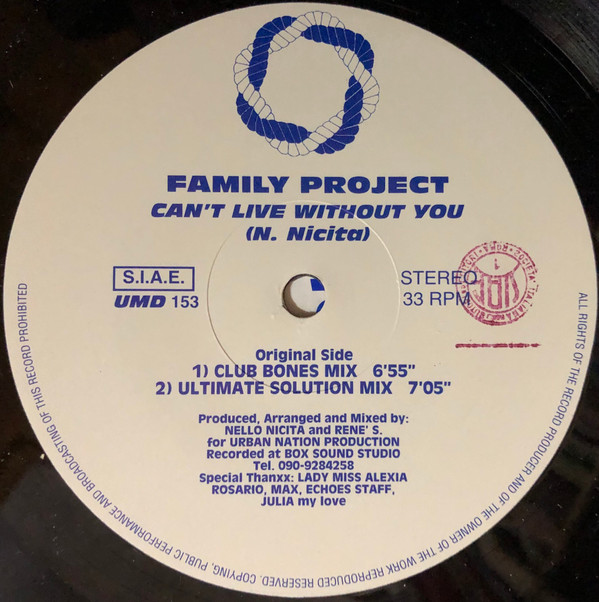 FAMILY PROJECT
CAN'T LIVE WITHOUT YOU
(N. Nicita)
S.I.A.E.
UMD 153
STEREO
33 RPM
Original Side
1) CLUB BONES MIX 6'55"
2) ULTIMATE SOLUTION MIX 7'05"
Produced, Arranged and Mixed by:
NELLO NICITA and RENE' S.
for URBAN NATION PRODUCTION
Recorded at BOX SOUND STUDIO
Tel. 090-9284258
Special Thanxx: LADY MISS ALEXIA
ROSARIO, MAX, ECHOES STAFF,
JULIA my love
ALL RIGHTS OF THE RECORD PRODUCER AND OF THE OWNER OF THE WORK REPRODUCED RESERVED. COPYING, PUBLIC PERFORMANCE AND BROADCASTING OF THIS RECORD PROHIBITED
SOCIETA ITALIANA
ROMA